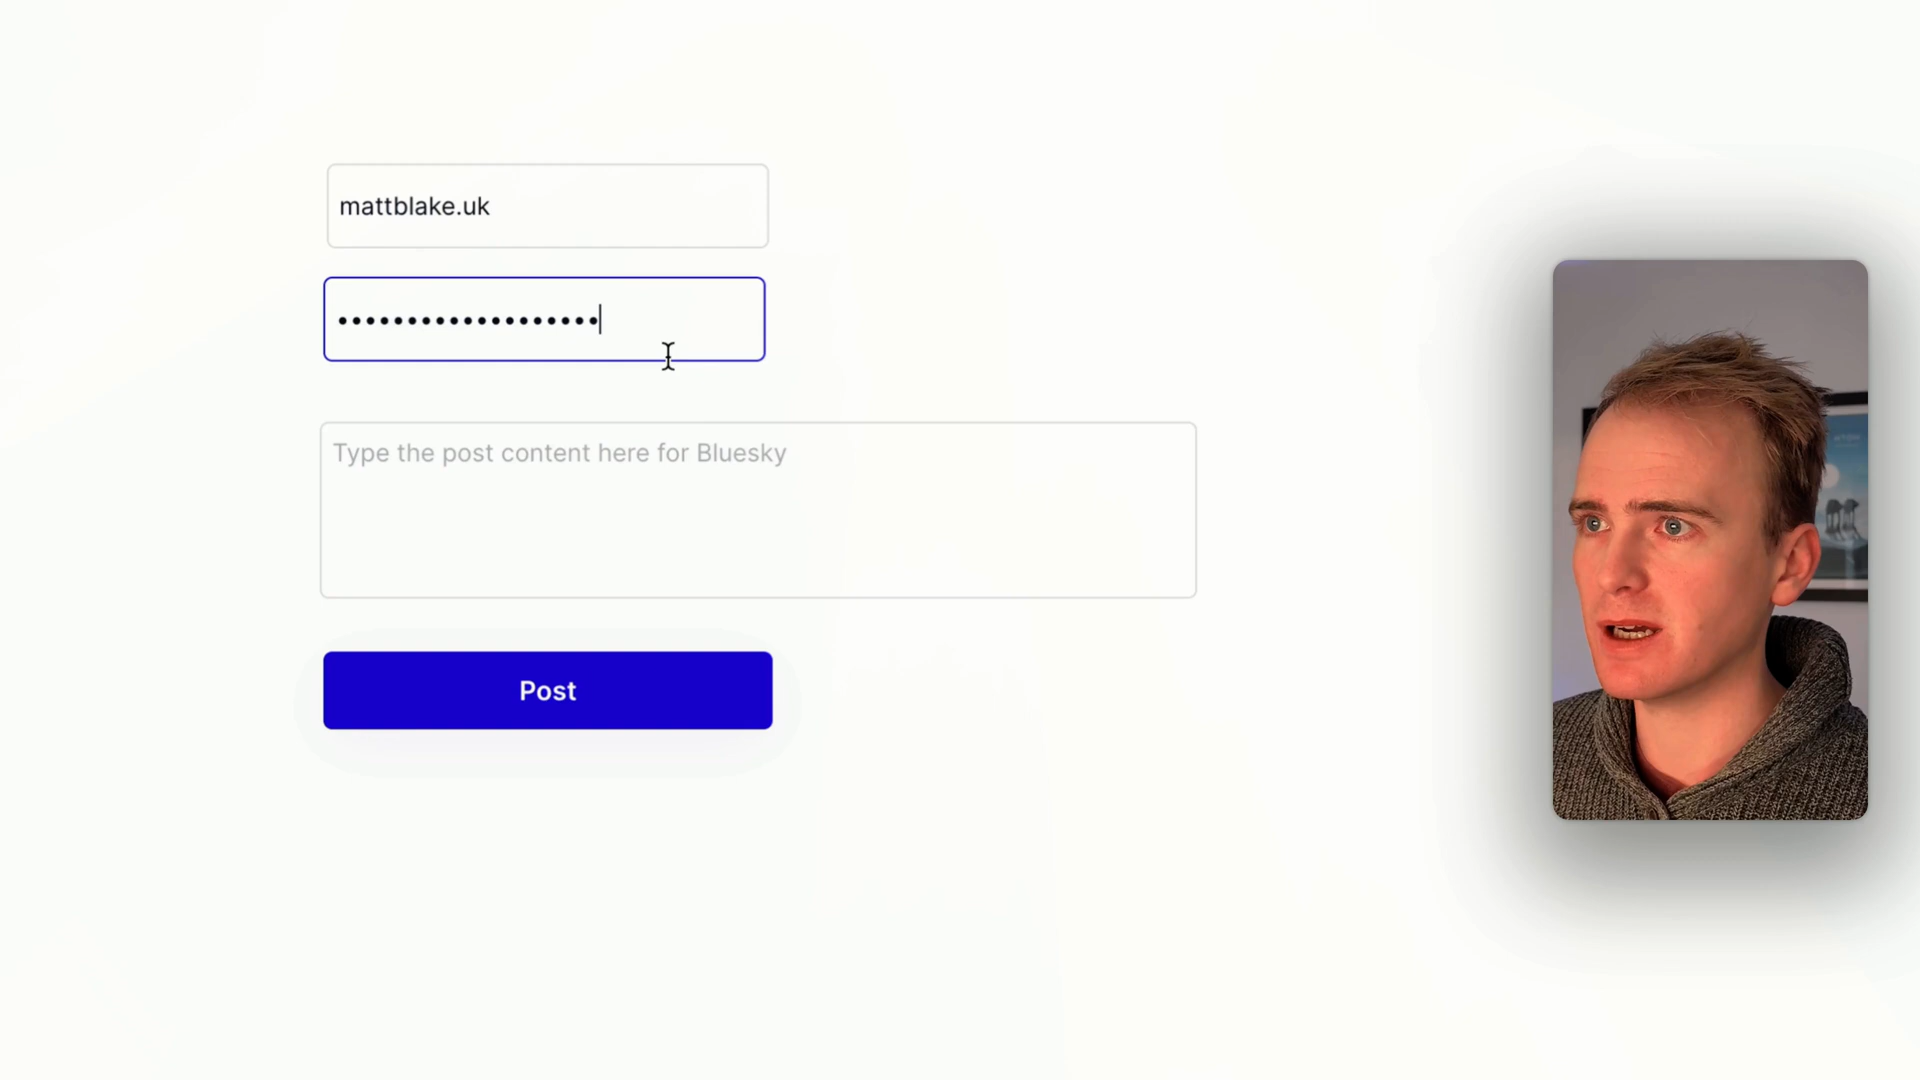 mattblake.uk
•••••••••••••••••••
Type the post content here for Bluesky
Post